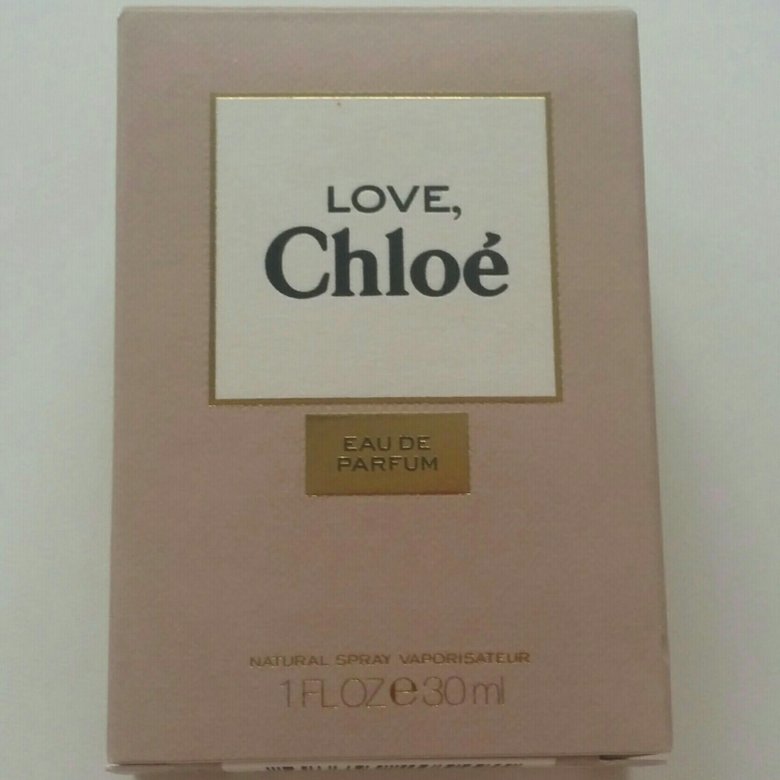 LOVE,
Chloé
EAU DE
PARFUM
NATURAL SPRAY VAPORISATEUR
1 FL OZ e 30 ml